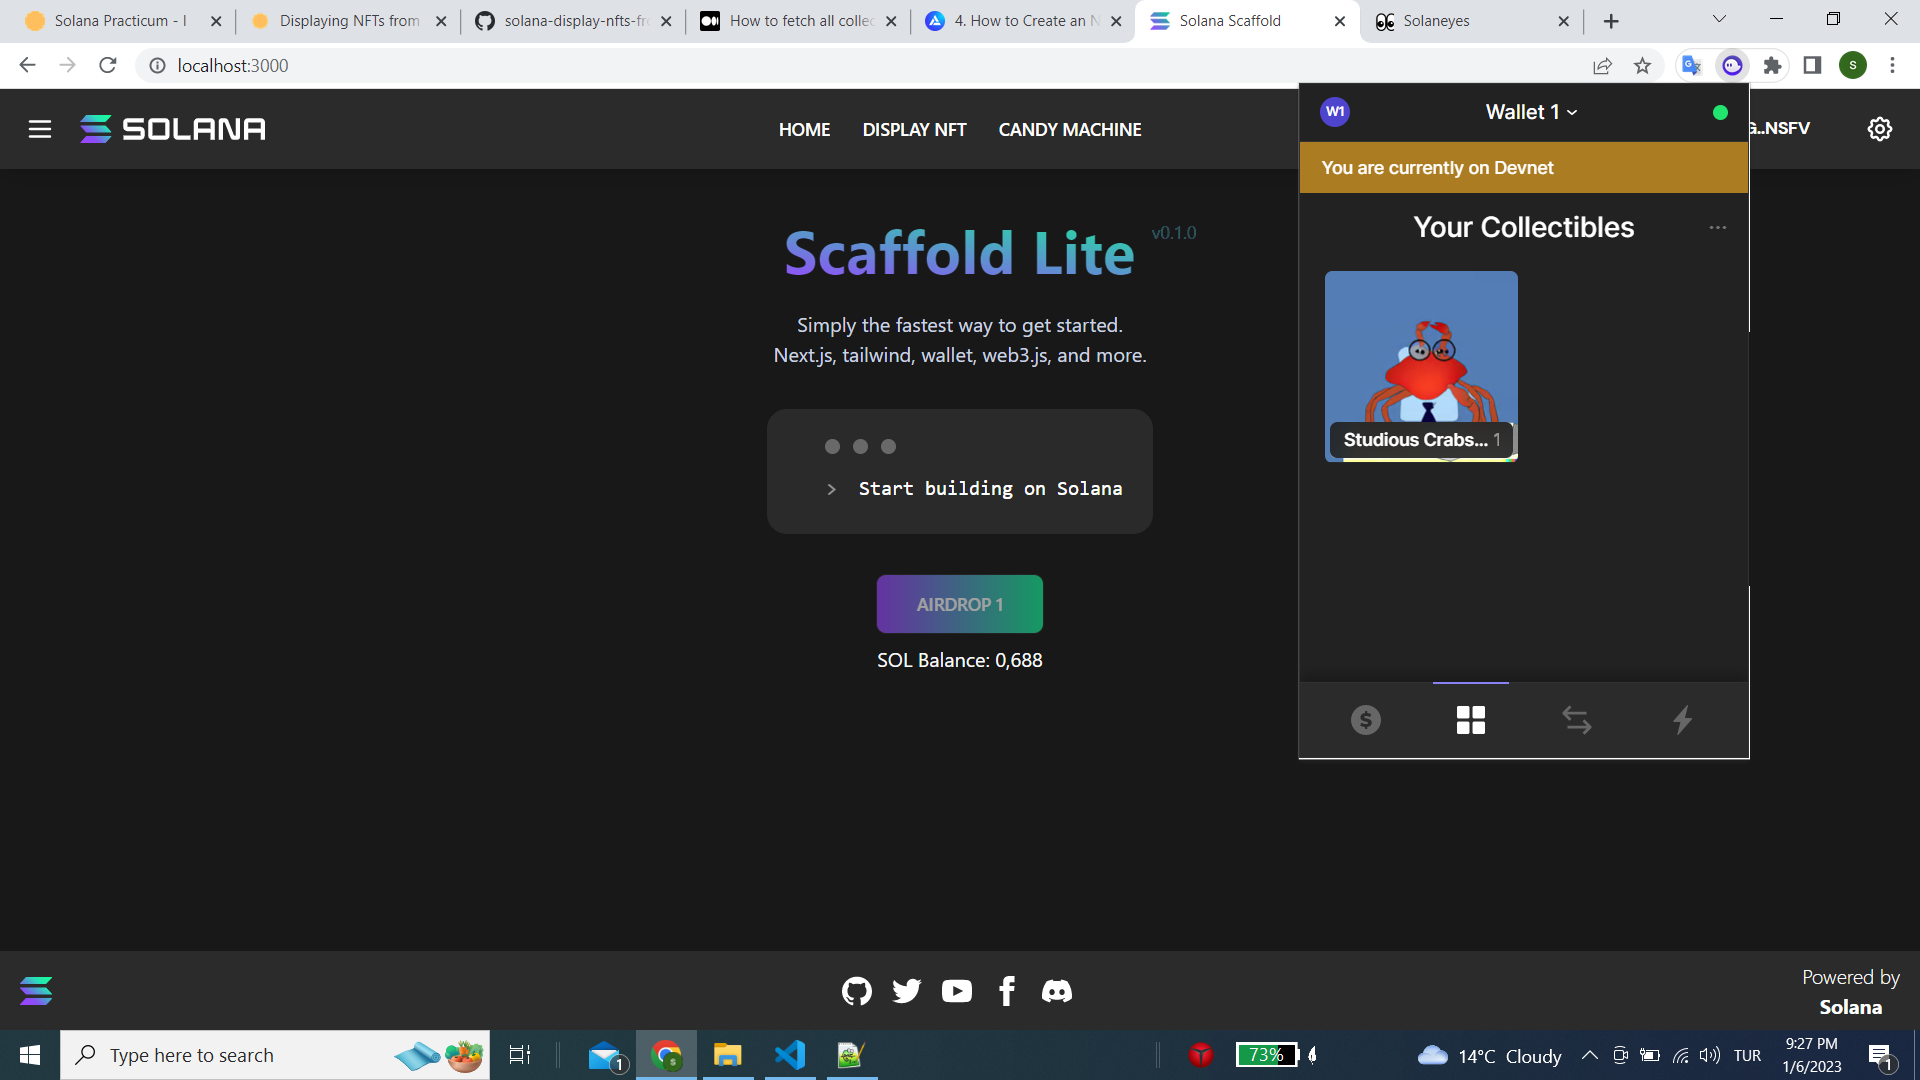 Solana Practicum - I
Displaying NFTs from
solana-display-nfts-fro
How to fetch all collec
4. How to Create an N
Solana Scaffold
Solaneyes
localhost:3000
S
SOLANA
HOME
DISPLAY NFT
CANDY MACHINE
G..NSFV
W1
Wallet 1
You are currently on Devnet
Your Collectibles
Studious Crabs... 1
Scaffold Lite
v0.1.0
Simply the fastest way to get started.
Next.js, tailwind, wallet, web3.js, and more.
> Start building on Solana
AIRDROP 1
SOL Balance: 0,688
Powered by
Solana
Type here to search
1
73%
14°C Cloudy
TUR
9:27 PM
1/6/2023
1